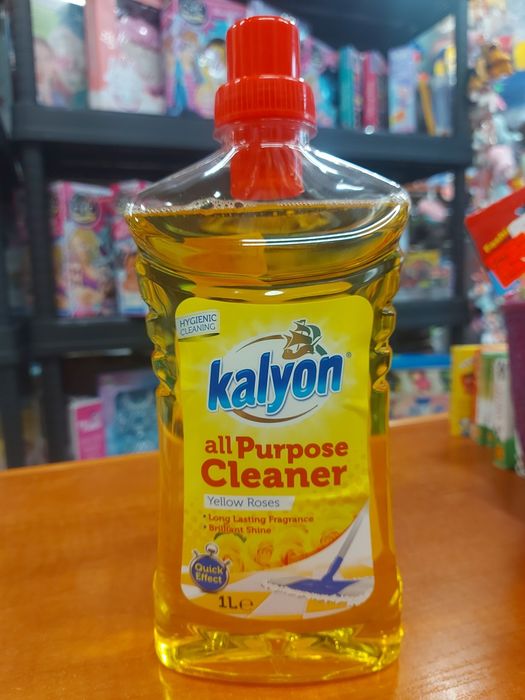 HYGIENIC
CLEANING
kalyon®
all Purpose
Cleaner
Yellow Roses
• Long Lasting Fragrance
• Brilliant Shine
Quick
Effect
1L℮